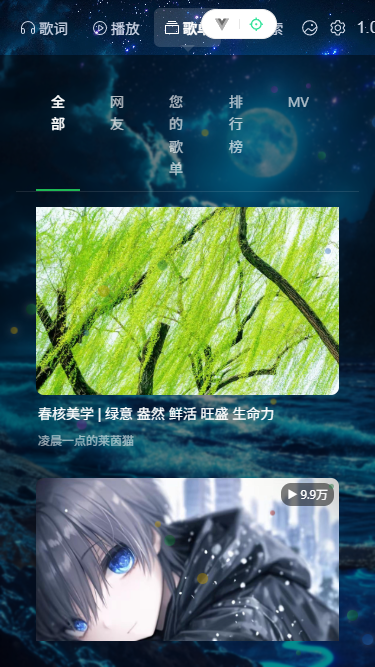 歌词 播放 歌单 索 1.0
全部 网友 您的歌单 排行榜 MV
春核美学 | 绿意 盎然 鲜活 旺盛 生命力
凌晨一点的莱茵猫
9.9万